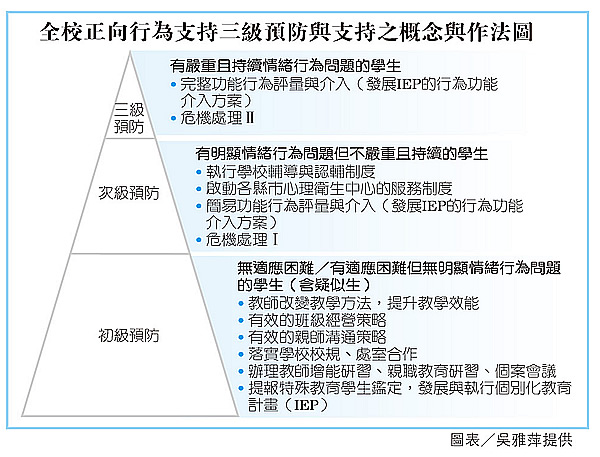 全校正向行為支持三級預防與支持之概念與作法圖
有嚴重且持續情緒行為問題的學生
•完整功能行為評量與介入（發展IEP的行為功能
介入方案）
•危機處理Ⅱ
三級
預防
有明顯情緒行為問題但不嚴重且持續的學生
•執行學校輔導與認輔制度
•啟動各縣市心理衛生中心的服務制度
•簡易功能行為評量與介入（發展IEP的行為功能
介入方案）
•危機處理Ⅰ
次級預防
無適應困難／有適應困難但無明顯情緒行為問題
的學生（含疑似生）
•教師改變教學方法，提升教學效能
•有效的班級經營策略
•有效的親師溝通策略
•落實學校校規、處室合作
•辦理教師增能研習、親職教育研習、個案會議
•提報特殊教育學生鑑定，發展與執行個別化教育
計畫（IEP）
初級預防
圖表／吳雅萍提供